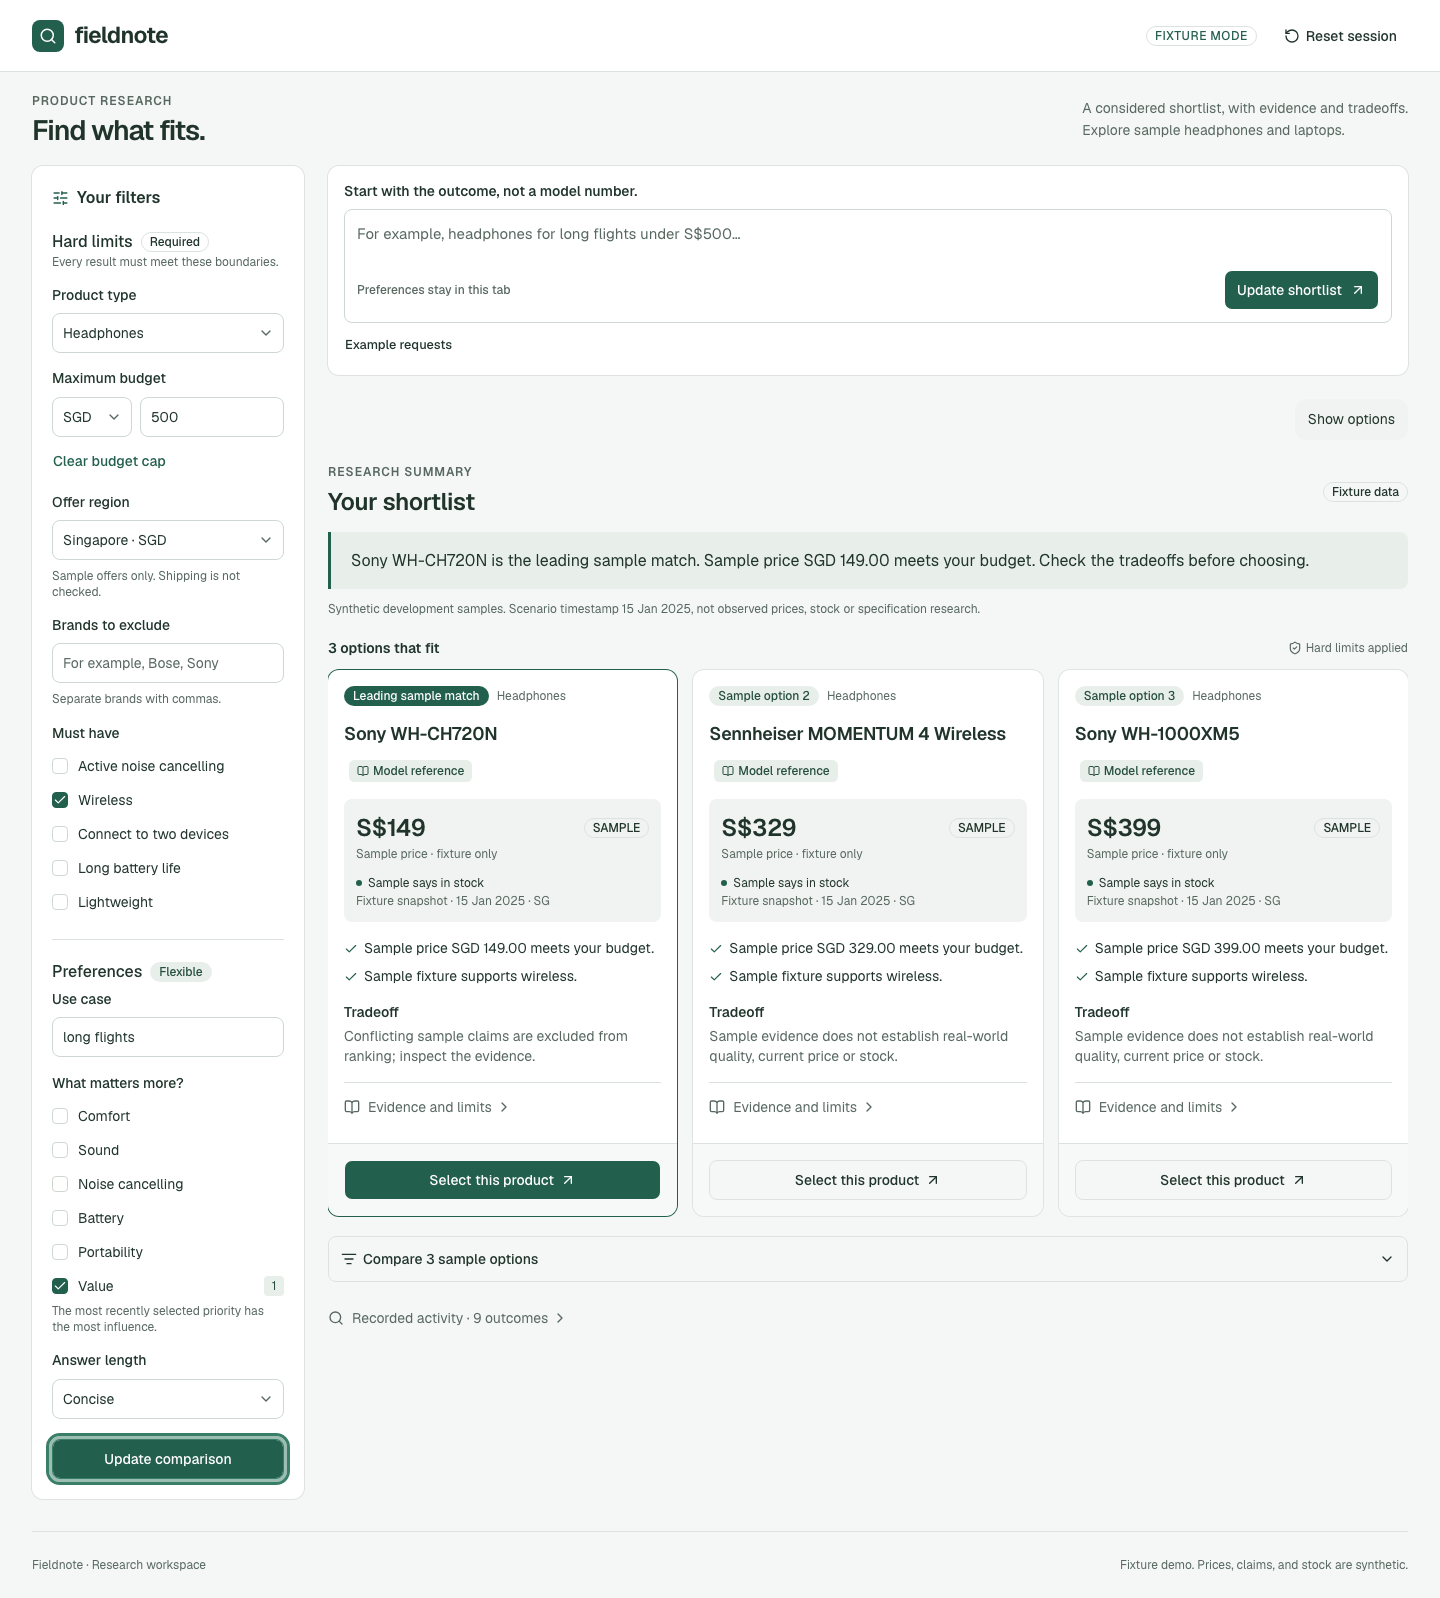 fieldnote
FIXTURE MODE
Reset session
PRODUCT RESEARCH
Find what fits.
A considered shortlist, with evidence and tradeoffs.
Explore sample headphones and laptops.
Your filters
Hard limits
Required
Every result must meet these boundaries.
Product type
Headphones
Maximum budget
SGD
500
Clear budget cap
Offer region
Singapore · SGD
Sample offers only. Shipping is not
checked.
Brands to exclude
For example, Bose, Sony
Separate brands with commas.
Must have
Active noise cancelling
Wireless
Connect to two devices
Long battery life
Lightweight
Preferences
Flexible
Use case
long flights
What matters more?
Comfort
Sound
Noise cancelling
Battery
Portability
Value
1
The most recently selected priority has
the most influence.
Answer length
Concise
Update comparison
Start with the outcome, not a model number.
For example, headphones for long flights under S$500...
Preferences stay in this tab
Update shortlist
Example requests
Show options
RESEARCH SUMMARY
Your shortlist
Fixture data
Sony WH-CH720N is the leading sample match. Sample price SGD 149.00 meets your budget. Check the tradeoffs before choosing.
Synthetic development samples. Scenario timestamp 15 Jan 2025, not observed prices, stock or specification research.
3 options that fit
Hard limits applied
Leading sample match
Headphones
Sony WH-CH720N
Model reference
S$149
SAMPLE
Sample price · fixture only
Sample says in stock
Fixture snapshot · 15 Jan 2025 · SG
Sample price SGD 149.00 meets your budget.
Sample fixture supports wireless.
Tradeoff
Conflicting sample claims are excluded from
ranking; inspect the evidence.
Evidence and limits
Select this product
Sample option 2
Headphones
Sennheiser MOMENTUM 4 Wireless
Model reference
S$329
SAMPLE
Sample price · fixture only
Sample says in stock
Fixture snapshot · 15 Jan 2025 · SG
Sample price SGD 329.00 meets your budget.
Sample fixture supports wireless.
Tradeoff
Sample evidence does not establish real-world
quality, current price or stock.
Evidence and limits
Select this product
Sample option 3
Headphones
Sony WH-1000XM5
Model reference
S$399
SAMPLE
Sample price · fixture only
Sample says in stock
Fixture snapshot · 15 Jan 2025 · SG
Sample price SGD 399.00 meets your budget.
Sample fixture supports wireless.
Tradeoff
Sample evidence does not establish real-world
quality, current price or stock.
Evidence and limits
Select this product
Compare 3 sample options
Recorded activity · 9 outcomes
Fieldnote · Research workspace
Fixture demo. Prices, claims, and stock are synthetic.